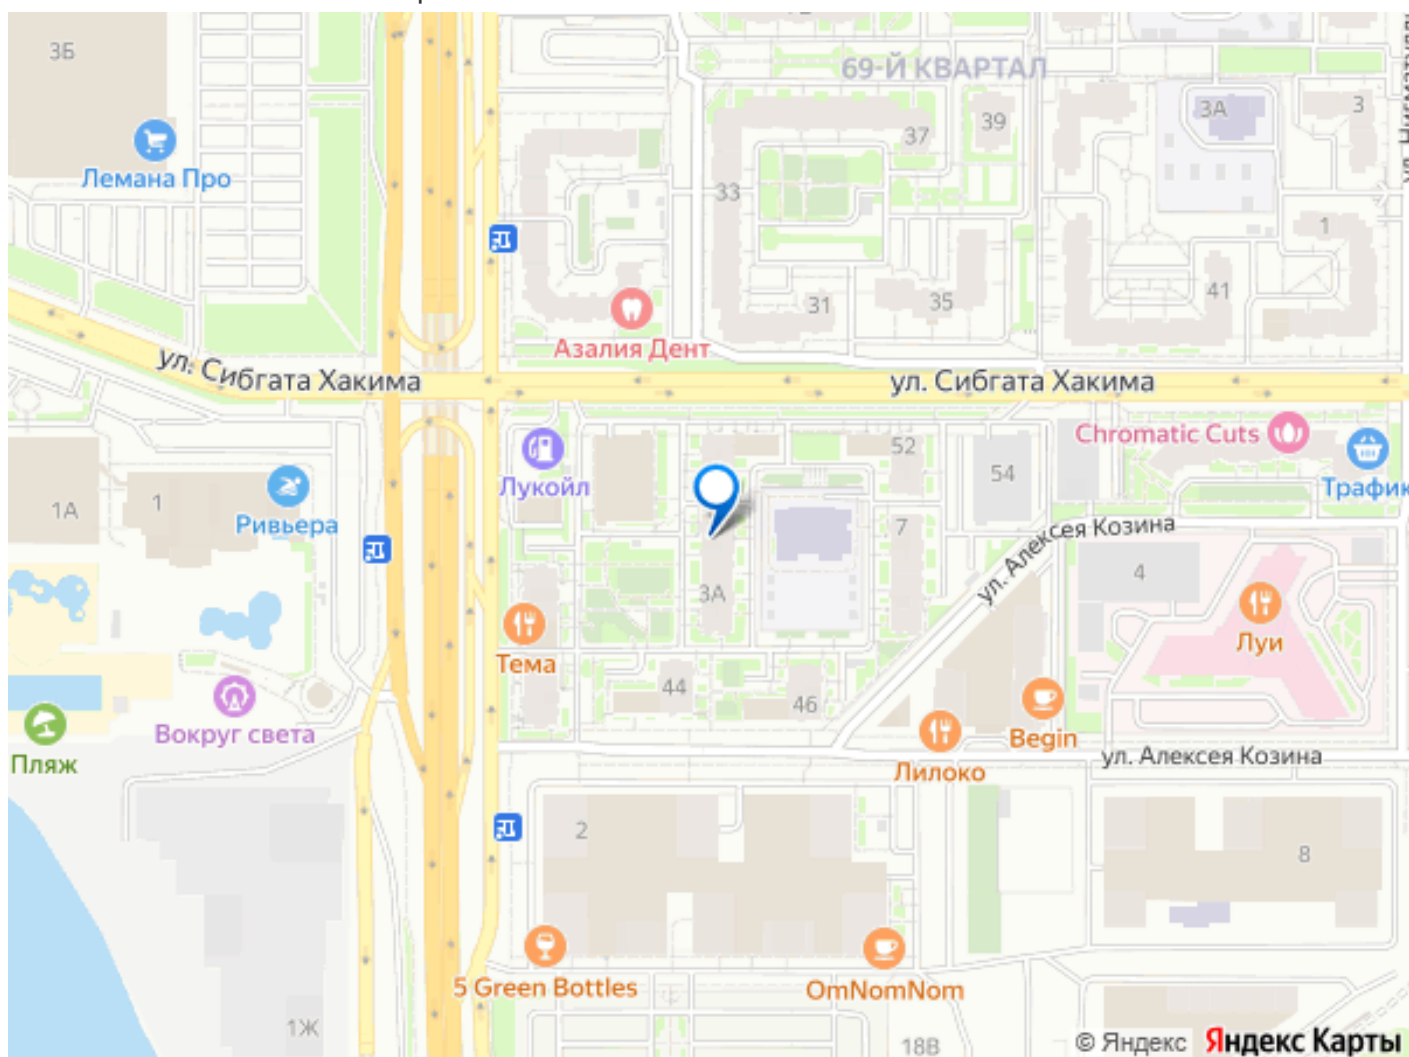 3Б
69-Й КВАРТАЛ
3А
3
39
37
Лемана Про
33
1
41
35
31
Азалия Дент
ул. Сибгата Хакима
ул. Сибгата Хакима
Chromatic Cuts
52
54
Лукойл
Трафик
1А
1
Ривьера
7
ул. Алексея Козина
4
3А
Луи
Тема
44
46
Вокруг света
Begin
Пляж
Лилоко
ул. Алексея Козина
2
8
5 Green Bottles
OmNomNom
1Ж
18В
© Яндекс Яндекс Карты